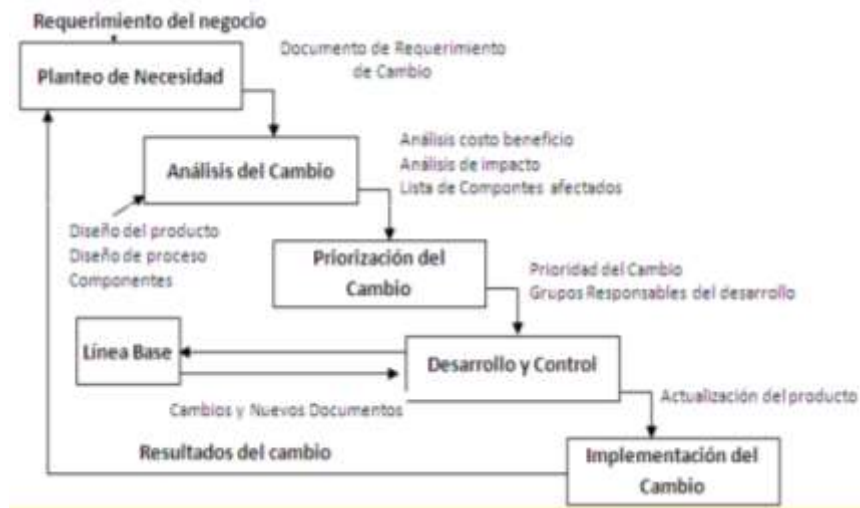 Requerimiento del negocio
Planteo de Necesidad
Documento de Requerimiento
de Cambio
Análisis del Cambio
Análisis costo beneficio
Análisis de impacto
Lista de Compontes afectados
Diseño del producto
Diseño de proceso
Componentes
Priorización del
Cambio
Prioridad del Cambio
Grupos Responsables del desarrollo
Línea Base
Desarrollo y Control
Cambios y Nuevos Documentos
Actualización del producto
Resultados del cambio
Implementación del
Cambio